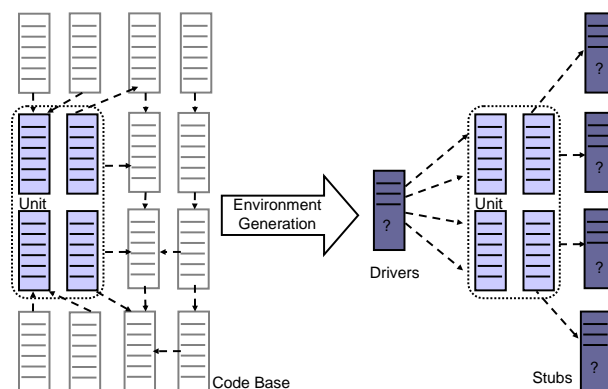 ?
?
Unit
Unit
Environment
Generation
?
?
Drivers
?
Code Base
Stubs